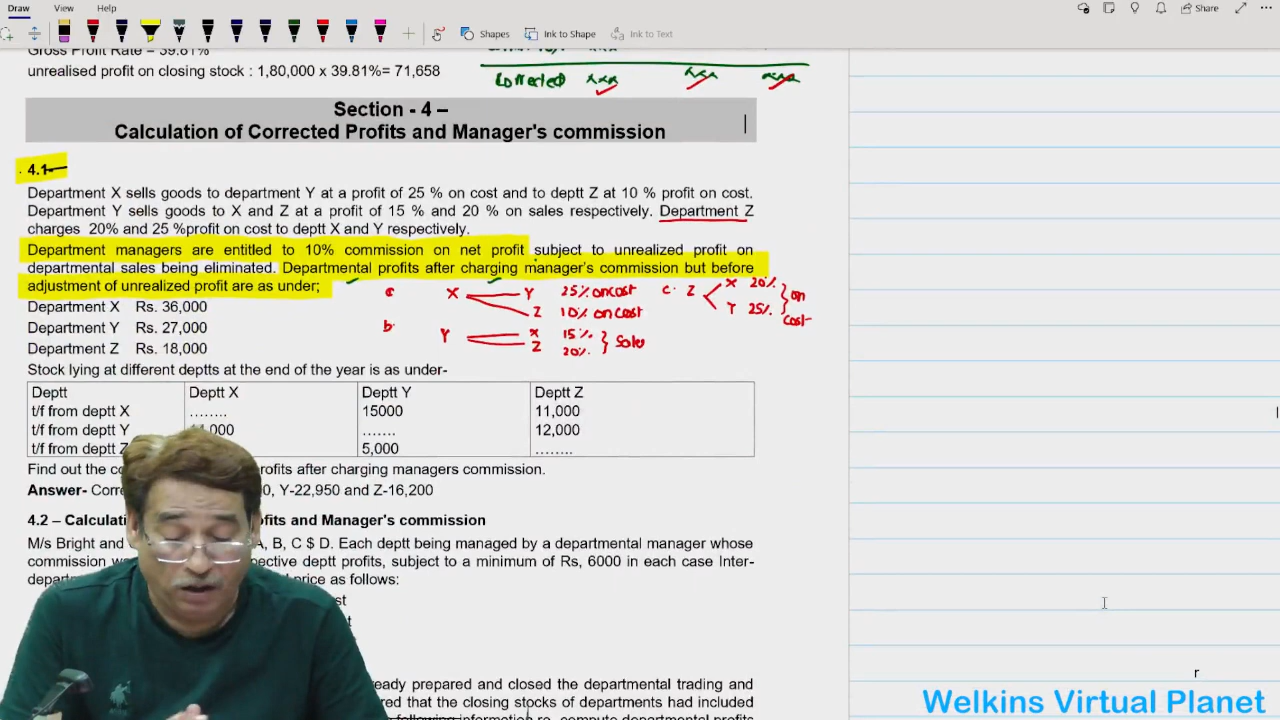 Draw View Help
Shapes Ink to Shape Ink to Text Share
Gross Profit Rate = 39.81%
unrealised profit on closing stock : 1,80,000 x 39.81%= 71,658
Corrected xxx xxx xxx
Section - 4 –
Calculation of Corrected Profits and Manager's commission
4.1-
Department X sells goods to department Y at a profit of 25 % on cost and to deptt Z at 10 % profit on cost.
Department Y sells goods to X and Z at a profit of 15 % and 20 % on sales respectively. Department Z
charges 20% and 25 %profit on cost to deptt X and Y respectively.
Department managers are entitled to 10% commission on net profit subject to unrealized profit on
departmental sales being eliminated. Departmental profits after charging manager's commission but before
adjustment of unrealized profit are as under;
a X Y 25% on cost
Z 10% on cost
b. Y X 15%
Z 20% } Sales
c. Z X 20%
Y 25% } on cost
Department X Rs. 36,000
Department Y Rs. 27,000
Department Z Rs. 18,000
Stock lying at different deptts at the end of the year is as under-
Deptt Deptt X Deptt Y Deptt Z
t/f from deptt X ........ 15000 11,000
t/f from deptt Y ,000 ....... 12,000
t/f from deptt Z 5,000 ........
Find out the profits after charging managers commission.
Answer- Y-22,950 and Z-16,200
4.2 – Profits and Manager's commission
M/s Bright and A, B, C $ D. Each deptt being managed by a departmental manager whose
commission deptt profits, subject to a minimum of Rs, 6000 in each case Inter-
price as follows:
prepared and closed the departmental trading and
that the closing stocks of departments had included
following information re- compute departmental profits
r
Welkins Virtual Planet